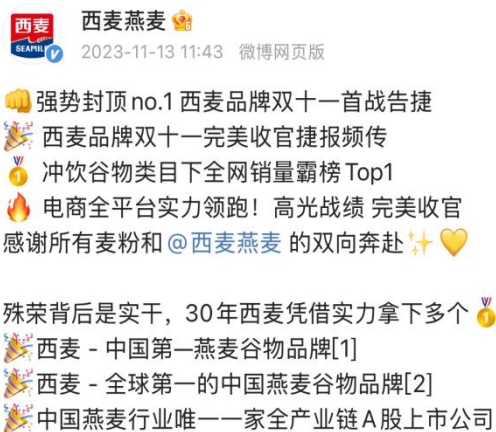 西麦
SEAMILD
西麦燕麦
2023-11-13 11:43 微博网页版
👊强势封顶no.1 西麦品牌双十一首战告捷
🎉 西麦品牌双十一完美收官捷报频传
🏅 冲饮谷物类目下全网销量霸榜Top1
🔥 电商全平台实力领跑！高光战绩 完美收官
感谢所有麦粉和 @西麦燕麦 的双向奔赴✨💛
殊荣背后是实干，30年西麦凭借实力拿下多个🏅
🎉西麦 - 中国第一燕麦谷物品牌[1]
🎉西麦 - 全球第一的中国燕麦谷物品牌[2]
🎉中国燕麦行业唯一一家全产业链A股上市公司